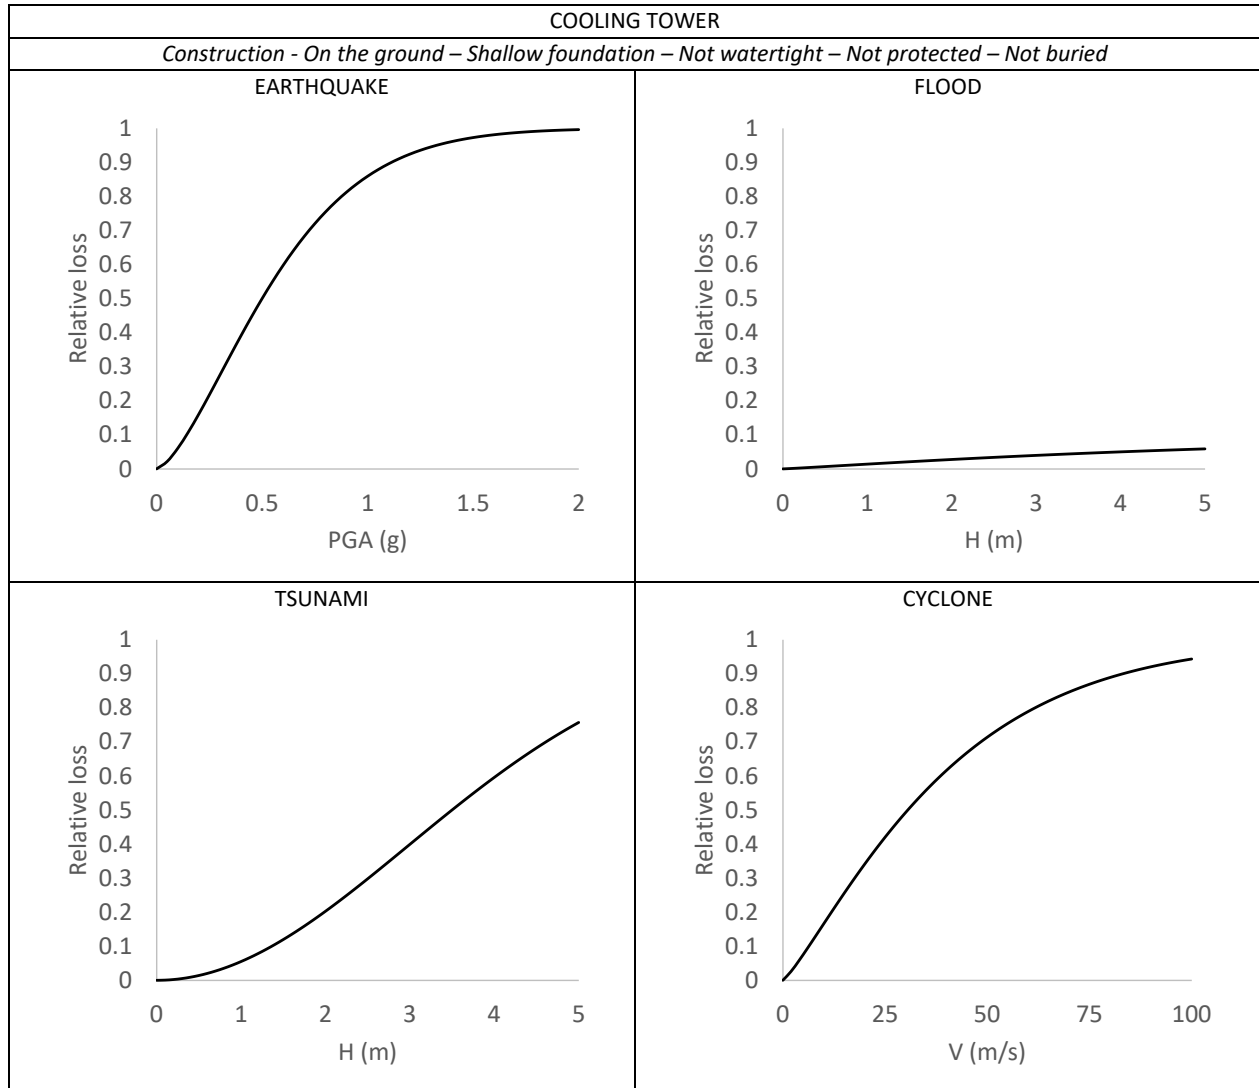 COOLING TOWER
Construction - On the ground – Shallow foundation – Not watertight – Not protected – Not buried
EARTHQUAKE
1
0.9
0.8
0.7
0.6
0.5
0.4
0.3
0.2
0.1
0
Relative loss
0 0.5 1 1.5 2
PGA (g)
FLOOD
1
0.9
0.8
0.7
0.6
0.5
0.4
0.3
0.2
0.1
0
Relative loss
0 1 2 3 4 5
H (m)
TSUNAMI
1
0.9
0.8
0.7
0.6
0.5
0.4
0.3
0.2
0.1
0
Relative loss
0 1 2 3 4 5
H (m)
CYCLONE
1
0.9
0.8
0.7
0.6
0.5
0.4
0.3
0.2
0.1
0
Relative loss
0 25 50 75 100
V (m/s)